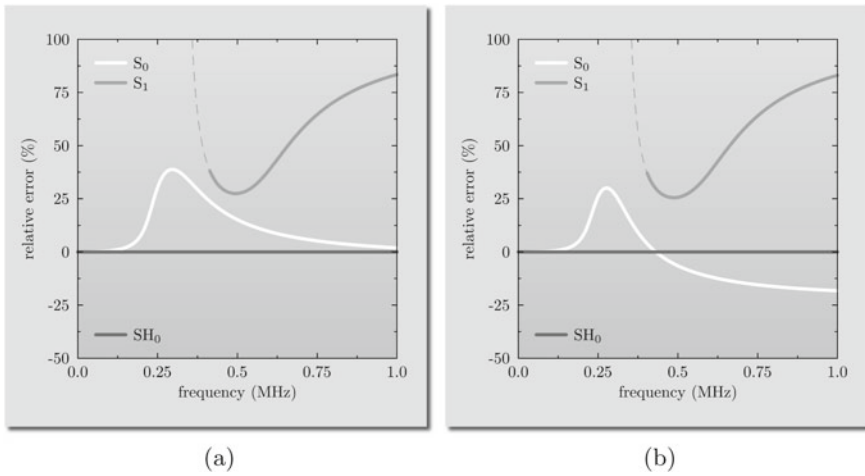 100
75
50
25
0
-25
-50
0.0 0.25 0.5 0.75 1.0
relative error (%)
frequency (MHz)
S₀
S₁
SH₀
(a)
100
75
50
25
0
-25
-50
0.0 0.25 0.5 0.75 1.0
relative error (%)
frequency (MHz)
S₀
S₁
SH₀
(b)